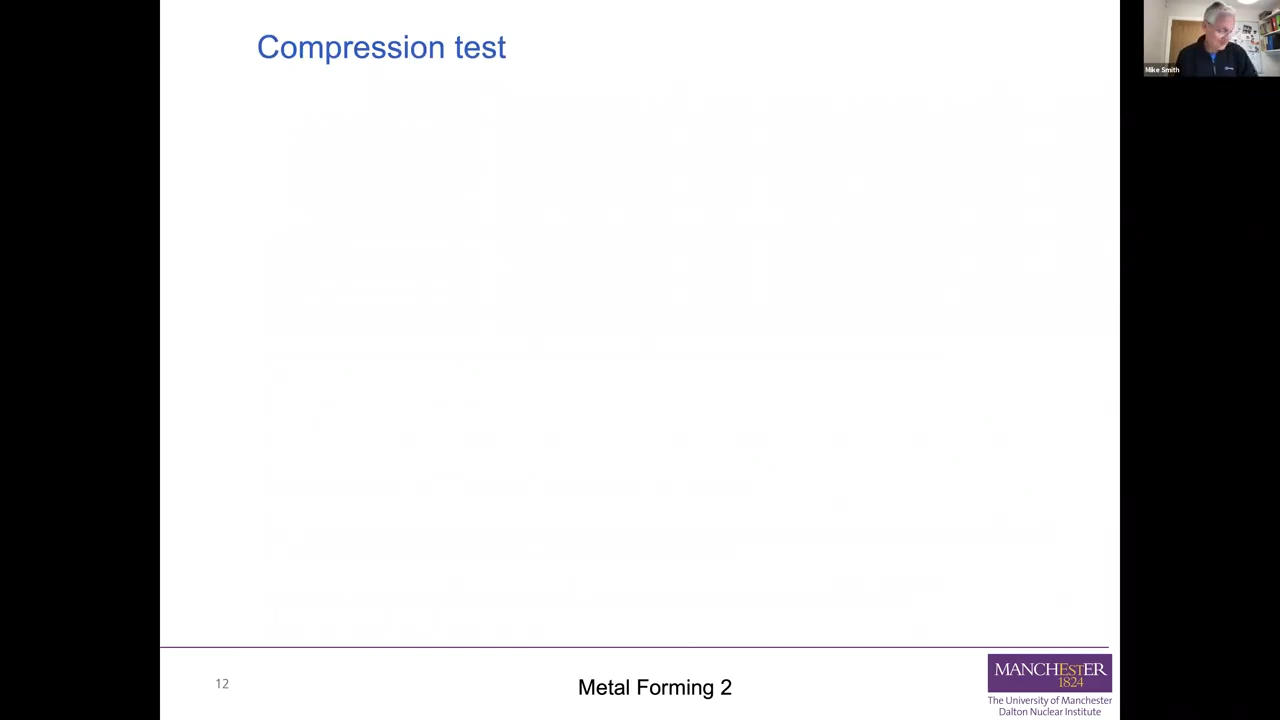 Compression test
Mike Smith
12
Metal Forming 2
MANCHESTER
1824
The University of Manchester
Dalton Nuclear Institute